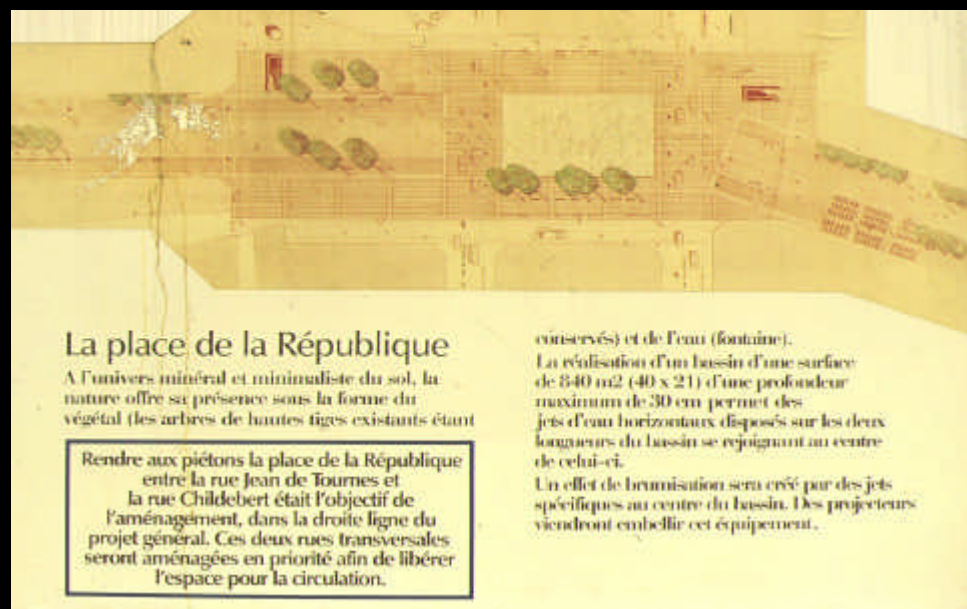 La place de la République
A l'univers minéral et minimaliste du sol, la
nature offre sa présence sous la forme du
végétal (les arbres de hautes tiges existants étant
Rendre aux piétons la place de la République
entre la rue Jean de Tournes et
la rue Childebert était l'objectif de
l'aménagement, dans la droite ligne du
projet général. Ces deux rues transversales
seront aménagées en priorité afin de libérer
l'espace pour la circulation.
conservés) et de l'eau (fontaine).
La réalisation d'un bassin d'une surface
de 840 m2 (40 x 21) d'une profondeur
maximum de 30 cm permet des
jets d'eau horizontaux disposés sur les deux
longueurs du bassin se rejoignant au centre
de celui-ci.
Un effet de brumisation sera créé par des jets
spécifiques au centre du bassin. Des projecteurs
viendront embellir cet équipement.